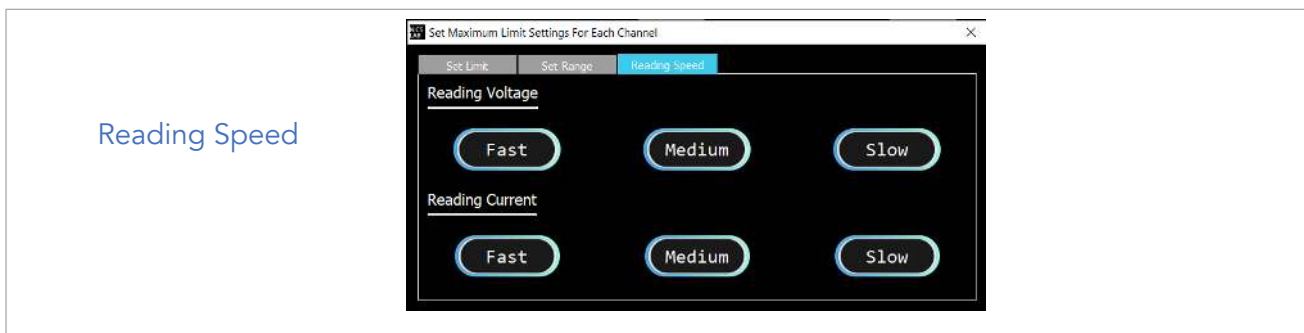 Set Maximum Limit Settings For Each Channel
Set Limit Set Range Reading Speed
Reading Voltage
Reading Speed
Fast Medium Slow
Reading Current
Fast Medium Slow